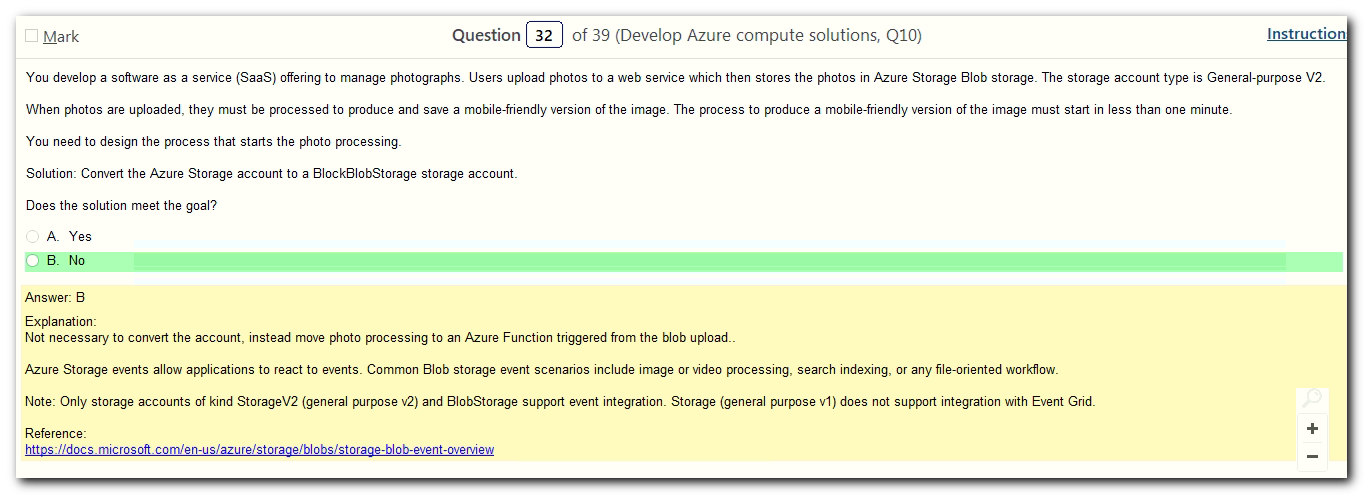 Mark
Question 32 of 39 (Develop Azure compute solutions, Q10)
Instruction
You develop a software as a service (SaaS) offering to manage photographs. Users upload photos to a web service which then stores the photos in Azure Storage Blob storage. The storage account type is General-purpose V2.
When photos are uploaded, they must be processed to produce and save a mobile-friendly version of the image. The process to produce a mobile-friendly version of the image must start in less than one minute.
You need to design the process that starts the photo processing.
Solution: Convert the Azure Storage account to a BlockBlobStorage storage account.
Does the solution meet the goal?
A. Yes
B. No
Answer: B
Explanation:
Not necessary to convert the account, instead move photo processing to an Azure Function triggered from the blob upload..
Azure Storage events allow applications to react to events. Common Blob storage event scenarios include image or video processing, search indexing, or any file-oriented workflow.
Note: Only storage accounts of kind StorageV2 (general purpose v2) and BlobStorage support event integration. Storage (general purpose v1) does not support integration with Event Grid.
Reference:
https://docs.microsoft.com/en-us/azure/storage/blobs/storage-blob-event-overview